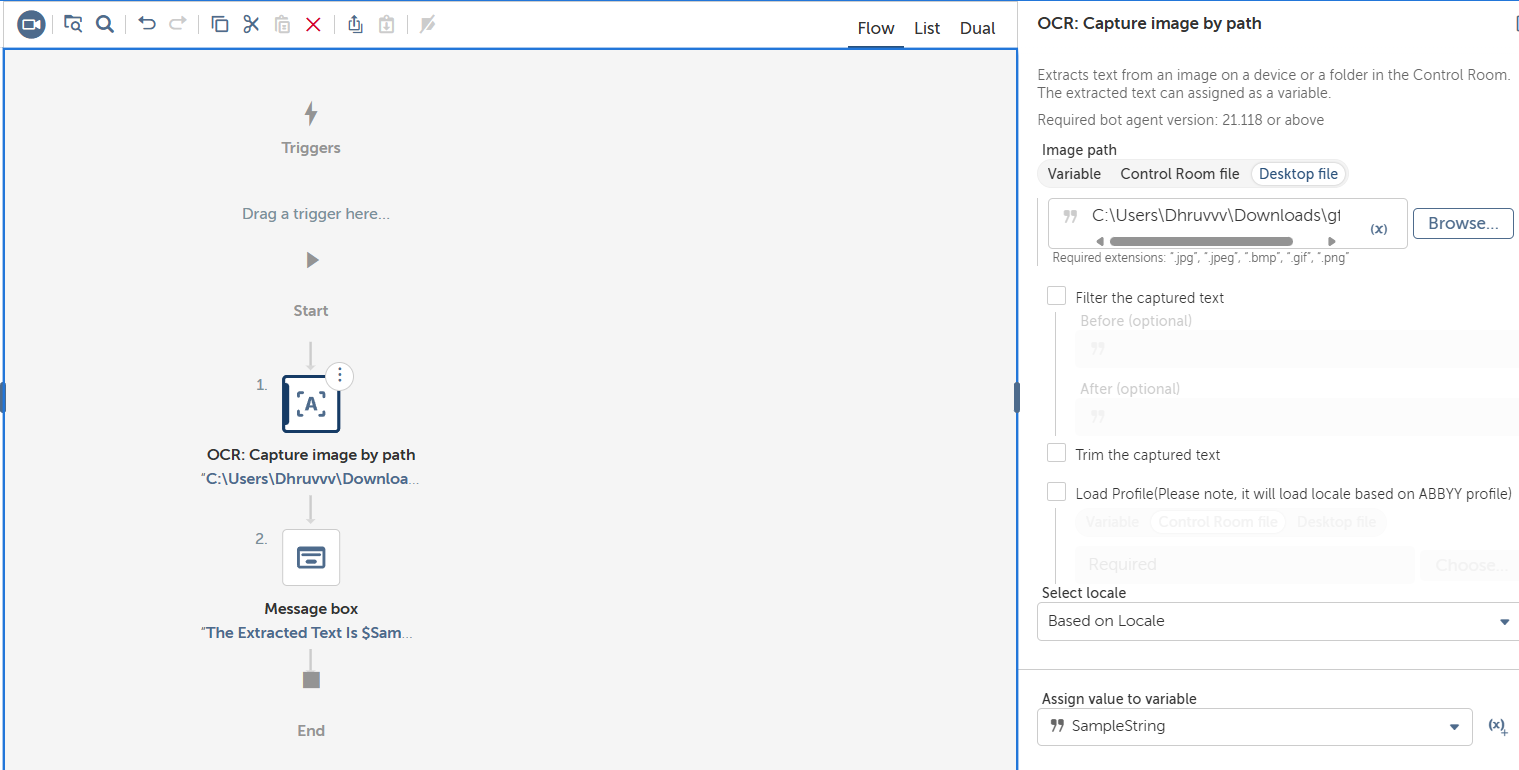 Flow List Dual
Triggers
Drag a trigger here...
Start
1.
OCR: Capture image by path
"C:\Users\Dhruvvv\Downloa...
2.
Message box
"The Extracted Text Is $Sam...
End
OCR: Capture image by path
Extracts text from an image on a device or a folder in the Control Room.
The extracted text can assigned as a variable.
Required bot agent version: 21.118 or above
Image path
Variable Control Room file Desktop file
C:\Users\Dhruvvv\Downloads\gf
(x)
Browse...
Required extensions: ".jpg", ".jpeg", ".bmp", ".gif", ".png"
Filter the captured text
Before (optional)
After (optional)
Trim the captured text
Load Profile(Please note, it will load locale based on ABBYY profile)
Variable Control Room file Desktop file
Required Choose...
Select locale
Based on Locale
Assign value to variable
SampleString
(x)+